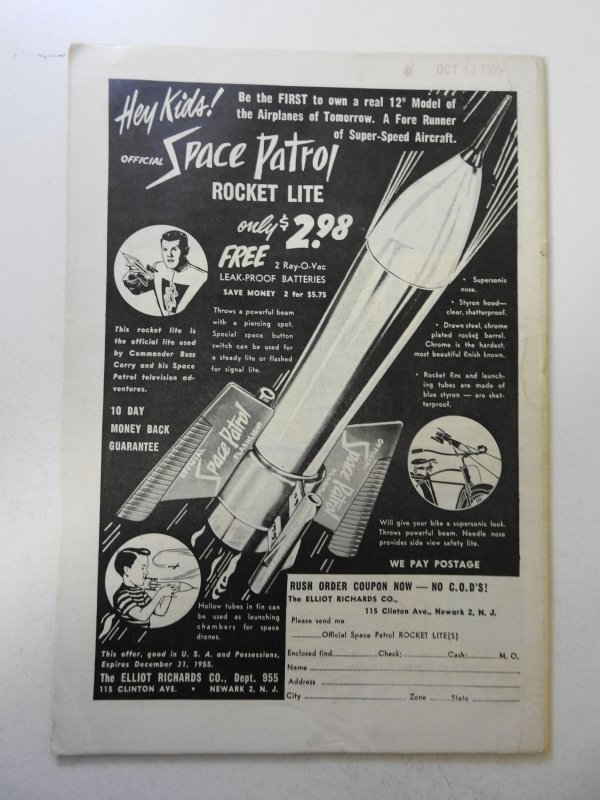 OCT 14 1955
Hey Kids!
Be the FIRST to own a real 12" Model of
the Airplanes of Tomorrow. A Fore Runner
of Super-Speed Aircraft.
OFFICIAL Space Patrol
ROCKET LITE
only $2.98
FREE 2 Ray-O-Vac
LEAK-PROOF BATTERIES
SAVE MONEY 2 for $5.75
Throws a powerful beam
with a piercing spot.
Special space button
switch can be used for
a steady lite or flashed
for signal lite.
This rocket lite is
the official lite used
by Commander Buzz
Corry and his Space
Patrol television ad-
ventures.
10 DAY
MONEY BACK
GUARANTEE
• Supersonic
nose.
• Styron hood—
clear, shatterproof.
• Drawn steel, chrome
plated rocket barrel.
Chrome is the hardest,
most beautiful finish known.
• Rocket fins and launch-
ing tubes are made of
blue styron — are shat-
terproof.
OFFICIAL
Space Patrol
FLASHLIGHT
OFFICIAL
Space Patrol
Will give your bike a supersonic look.
Throws powerful beam. Needle nose
provides side view safety lite.
WE PAY POSTAGE
Hollow tubes in fin can
be used as launching
chambers for space
drones.
This offer, good in U. S. A. and Possessions.
Expires December 31, 1955.
The ELLIOT RICHARDS CO., Dept. 955
115 CLINTON AVE. • NEWARK 2, N. J.
RUSH ORDER COUPON NOW — NO C.O.D'S!
The ELLIOT RICHARDS CO.,
115 Clinton Ave., Newark 2, N. J.
Please send me
..........Official Space Patrol ROCKET LITE(S)
Enclosed find..........Check;..........Cash;..........M. O.
Name
Address
City .......... Zone .......... State